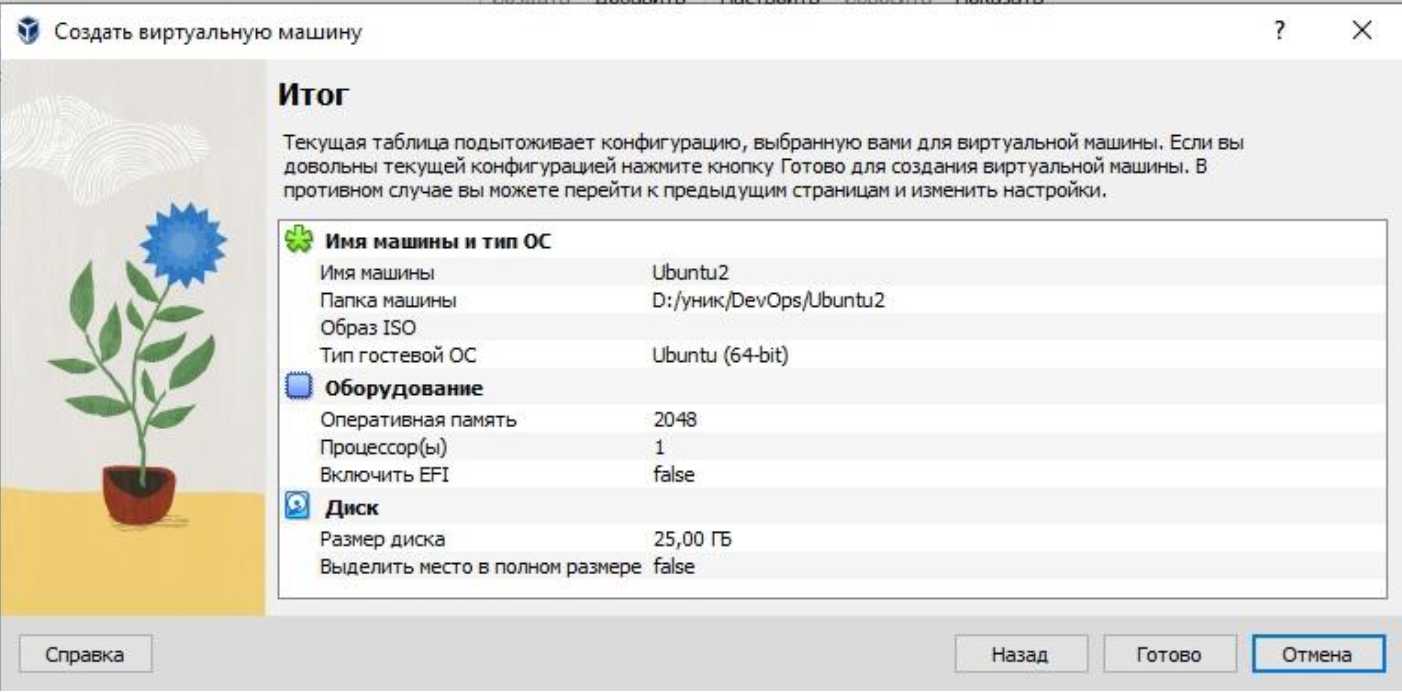 Создать виртуальную машину
?
Итог
Текущая таблица подытоживает конфигурацию, выбранную вами для виртуальной машины. Если вы
довольны текущей конфигурацией нажмите кнопку Готово для создания виртуальной машины. В
противном случае вы можете перейти к предыдущим страницам и изменить настройки.
Имя машины и тип ОС
Имя машины Ubuntu2
Папка машины D:/уник/DevOps/Ubuntu2
Образ ISO
Тип гостевой ОС Ubuntu (64-bit)
Оборудование
Оперативная память 2048
Процессор(ы) 1
Включить EFI false
Диск
Размер диска 25,00 ГБ
Выделить место в полном размере false
Справка Назад Готово Отмена